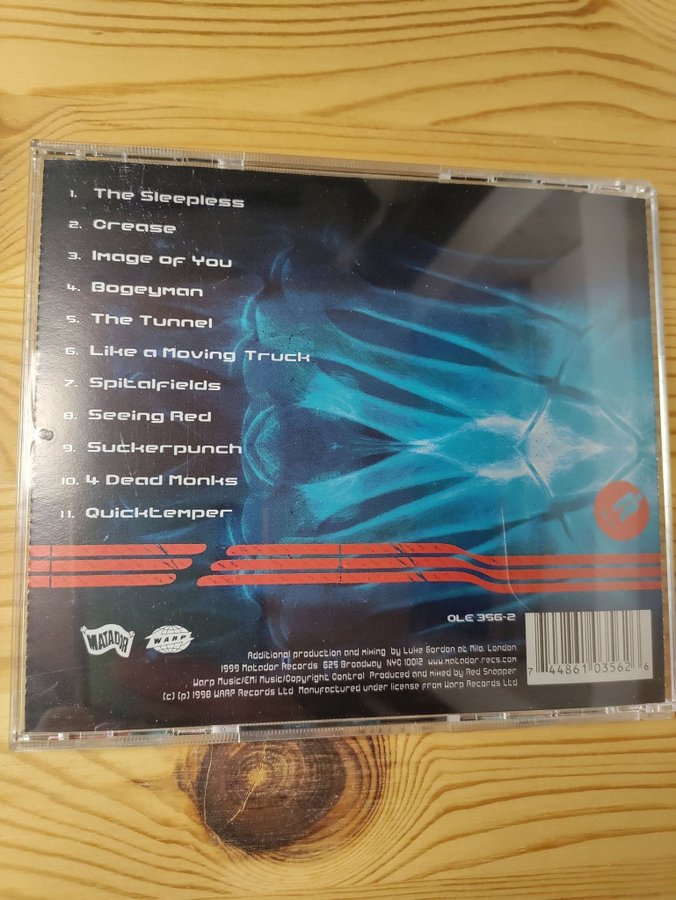 1. The Sleepless
2. Crease
3. Image of You
4. Bogeyman
5. The Tunnel
6. Like a Moving Truck
7. Spitalfields
8. Seeing Red
9. Suckerpunch
10. 4 Dead Monks
11. Quicktemper
OLE 356-2
MATADOR
WARP
Additional production and mixing by Luke Gordon at Milo, London
1999 Matador Records 625 Broadway NYC 10012 www.matador.recs.com
Warp Music/EMI Music/Copyright Control Produced and mixed by Red Snapper
(c) (p) 1998 WARP Records Ltd Manufactured under license from Warp Records Ltd
7 44861 03562 6